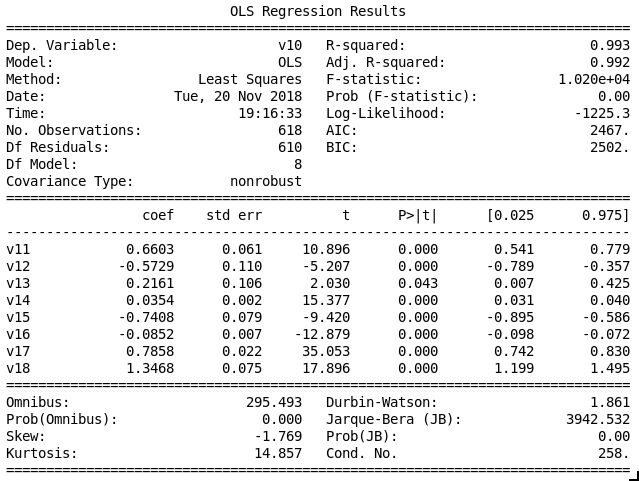 OLS Regression Results
==============================================================================
Dep. Variable:                    v10   R-squared:                       0.993
Model:                            OLS   Adj. R-squared:                  0.992
Method:                 Least Squares   F-statistic:                 1.020e+04
Date:                Tue, 20 Nov 2018   Prob (F-statistic):               0.00
Time:                        19:16:33   Log-Likelihood:                -1225.3
No. Observations:                 618   AIC:                             2467.
Df Residuals:                     610   BIC:                             2502.
Df Model:                           8
Covariance Type:            nonrobust
==============================================================================
                 coef    std err          t      P>|t|      [0.025      0.975]
------------------------------------------------------------------------------
v11            0.6603      0.061     10.896      0.000       0.541       0.779
v12           -0.5729      0.110     -5.207      0.000      -0.789      -0.357
v13            0.2161      0.106      2.030      0.043       0.007       0.425
v14            0.0354      0.002     15.377      0.000       0.031       0.040
v15           -0.7408      0.079     -9.420      0.000      -0.895      -0.586
v16           -0.0852      0.007    -12.879      0.000      -0.098      -0.072
v17            0.7858      0.022     35.053      0.000       0.742       0.830
v18            1.3468      0.075     17.896      0.000       1.199       1.495
==============================================================================
Omnibus:                      295.493   Durbin-Watson:                   1.861
Prob(Omnibus):                  0.000   Jarque-Bera (JB):             3942.532
Skew:                          -1.769   Prob(JB):                         0.00
Kurtosis:                      14.857   Cond. No.                         258.
==============================================================================